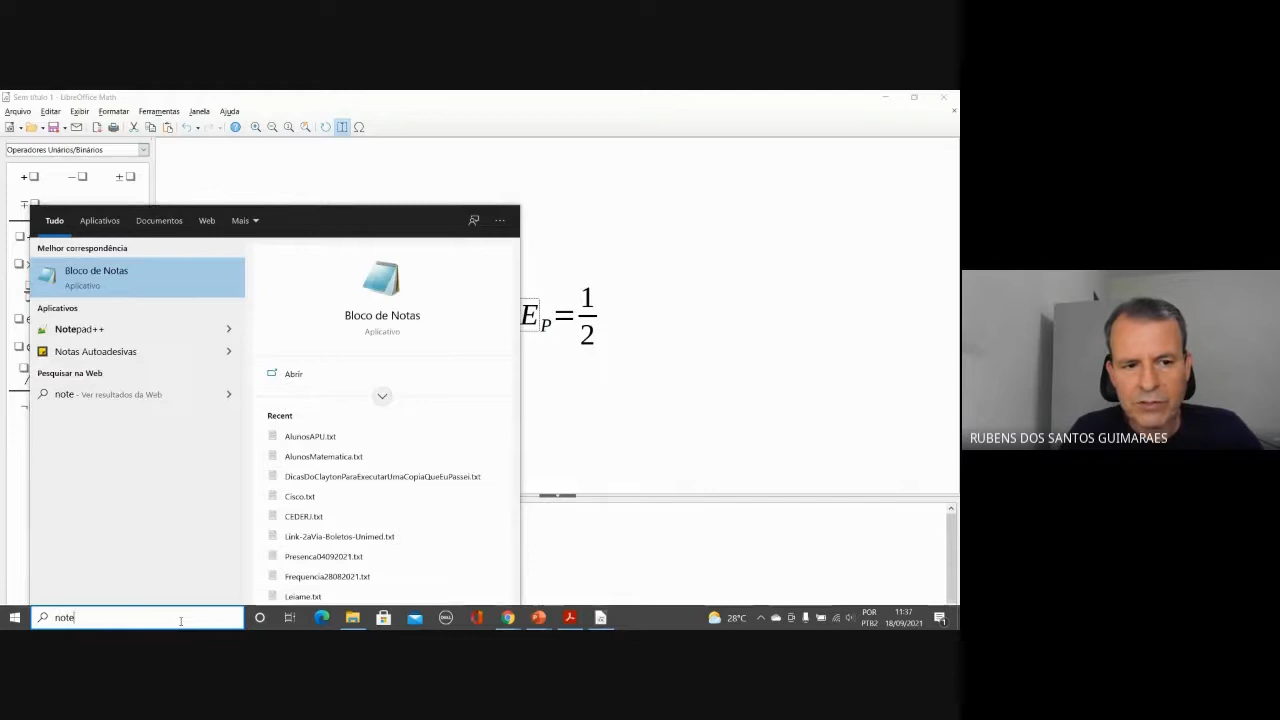 Sem título 1 - LibreOffice Math
Arquivo Editar Exibir Formatar Ferramentas Janela Ajuda
Operadores Unários/Binários
+❑ −❑ ±❑
Tudo Aplicativos Documentos Web Mais
Melhor correspondência
Bloco de Notas
Aplicativo
Aplicativos
Notepad++
Notas Autoadesivas
Pesquisar na Web
note - Ver resultados da Web
Bloco de Notas
Aplicativo
Abrir
Recent
AlunosAPU.txt
AlunosMatematica.txt
DicasDoClaytonParaExecutarUmaCopiaQueEuPassei.txt
Cisco.txt
CEDERJ.txt
Link-2aVia-Boletos-Unimed.txt
Presenca04092021.txt
Frequencia28082021.txt
Leiame.txt
E_P = 1/2
RUBENS DOS SANTOS GUIMARAES
note
DELL
28°C
POR
PTB2
11:37
18/09/2021
1